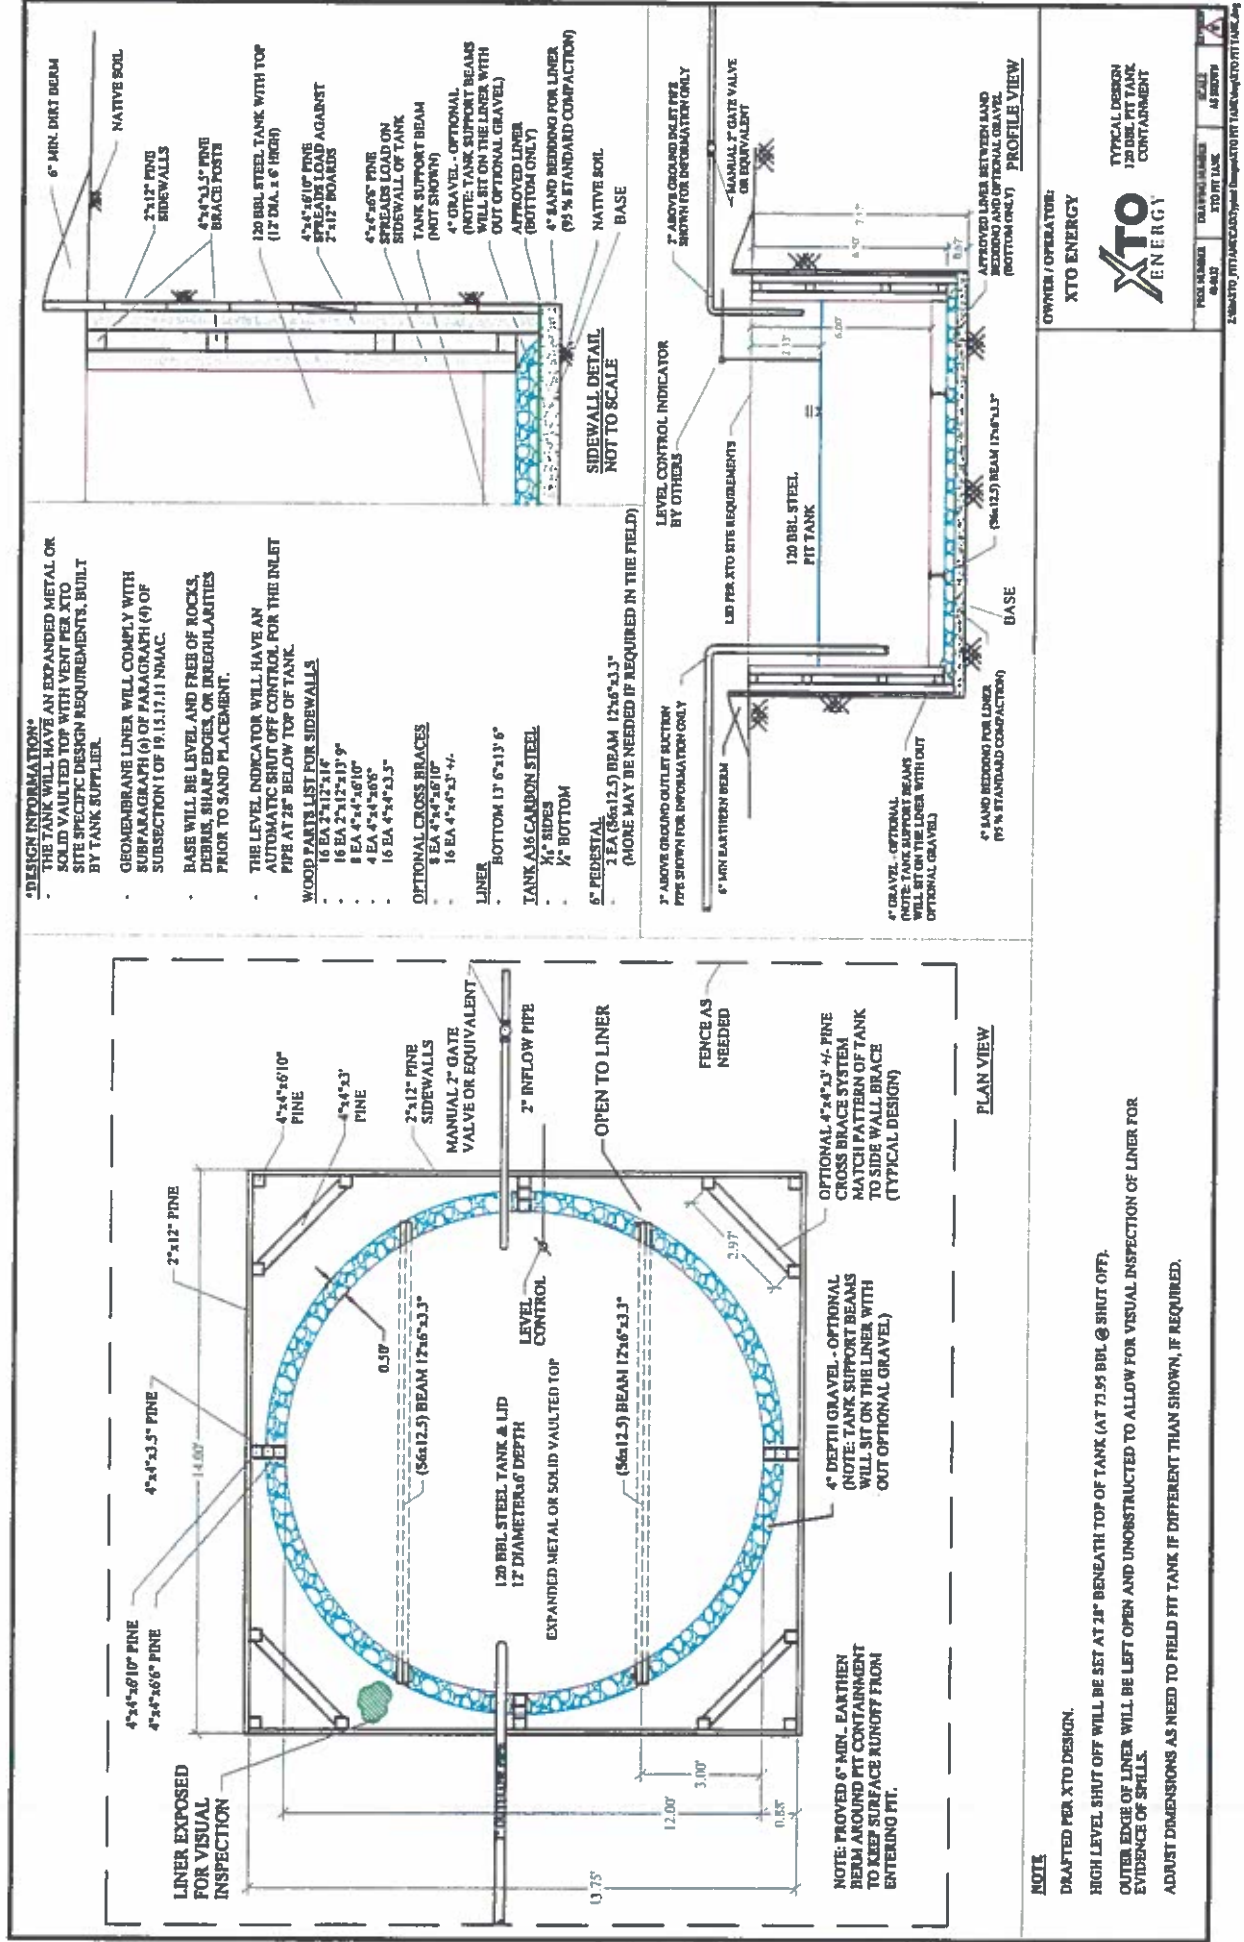 *DESIGN INFORMATION*
- THE TANK WILL HAVE AN EXPANDED METAL OR
SOLID VAULTED TOP WITH VENT PER XTO
SITE SPECIFIC DESIGN REQUIREMENTS, BUILT
BY TANK SUPPLIER.
- GEOMEMBRANE LINER WILL COMPLY WITH
SUBPARAGRAPH (a) OF PARAGRAPH (4) OF
SUBSECTION I OF 19.15.17.11 NMAC.
- BASE WILL BE LEVEL AND FREE OF ROCKS,
DEBRIS, SHARP EDGES, OR IRREGULARITIES
PRIOR TO SAND PLACEMENT.
- THE LEVEL INDICATOR WILL HAVE AN
AUTOMATIC SHUT OFF CONTROL FOR THE INLET
PIPE AT 28" BELOW TOP OF TANK.
WOOD PARTS LIST FOR SIDEWALLS
- 16 EA 2"x12"x14'
- 16 EA 2"x12"x13'9"
- 8 EA 4"x4"x6'10"
- 4 EA 4"x4"x6'6"
- 16 EA 4"x4"x3.5"
OPTIONAL CROSS BRACES
- 8 EA 4"x4"x6'10"
- 16 EA 4"x4"x3' +/-
LINER
- BOTTOM 13' 6"x13' 6"
TANK A36 CARBON STEEL
" SIDES
" BOTTOM
6" PEDESTAL
- 2 EA (S6x12.5) BEAM 12'x6"x3.3"
(MORE MAY BE NEEDED IF REQUIRED IN THE FIELD)
6" MIN. DIRT BERM
NATIVE SOIL
2"x12" PINE
SIDEWALLS
4"x4"x3.5" PINE
BRACE POSTS
120 BBL STEEL TANK WITH TOP
(12' DIA. x 6' HIGH)
4"x4"x6'10" PINE
SPREADS LOAD AGAINST
2"x12" BOARDS
4"x4"x6'6" PINE
SPREADS LOAD ON
SIDEWALL OF TANK
TANK SUPPORT BEAM
(NOT SHOWN)
4" GRAVEL - OPTIONAL
(NOTE: TANK SUPPORT BEAMS
WILL SIT ON THE LINER WITH
OUT OPTIONAL GRAVEL)
APPROVED LINER
(BOTTOM ONLY)
4" SAND BEDDING FOR LINER
(95 % STANDARD COMPACTION)
NATIVE SOIL
BASE
SIDEWALL DETAIL
NOT TO SCALE
4"x4"x6'10" PINE
4"x4"x6'6" PINE
4"x4"x3.5" PINE
2"x12" PINE
4"x4"x6'10"
PINE
4"x4"x3'
PINE
2"x12" PINE
SIDEWALLS
MANUAL 2" GATE
VALVE OR EQUIVALENT
2" INFLOW PIPE
OPEN TO LINER
FENCE AS
NEEDED
LINER EXPOSED
FOR VISUAL
INSPECTION
14.00'
0.50'
(S6x12.5) BEAM 12'x6"x3.3"
LEVEL
CONTROL
120 BBL STEEL TANK & LID
12' DIAMETERx6' DEPTH
EXPANDED METAL OR SOLID VAULTED TOP
(S6x12.5) BEAM 12'x6"x3.3"
13.75'
12.00'
3.00'
0.88'
2.97'
OPTIONAL 4"x4"x3' +/- PINE
CROSS BRACE SYSTEM
MATCH PATTERN OF TANK
TO SIDE WALL BRACE
(TYPICAL DESIGN)
4" DEPTH GRAVEL - OPTIONAL
(NOTE: TANK SUPPORT BEAMS
WILL SIT ON THE LINER WITH
OUT OPTIONAL GRAVEL)
NOTE: PROVED 6" MIN. EARTHEN
BERM AROUND PIT CONTAINMENT
TO KEEP SURFACE RUNOFF FROM
ENTERING PIT.
PLAN VIEW
3" ABOVE GROUND OUTLET SUCTION
PIPE SHOWN FOR INFORMATION ONLY
6" MIN EARTHERN BERM
LEVEL CONTROL INDICATOR
BY OTHERS
LID PER XTO SITE REQUIREMENTS
2" ABOVE GROUND INLET PIPE
SHOWN FOR INFORMATION ONLY
MANUAL 2" GATE VALVE
OR EQUIVALENT
120 BBL STEEL
PIT TANK
6.00'
4" GRAVEL - OPTIONAL
(NOTE: TANK SUPPORT BEAMS
WILL SIT ON THE LINER WITH OUT
OPTIONAL GRAVEL)
4" SAND BEDDING FOR LINER
(95 % STANDARD COMPACTION)
BASE
(S6x12.5) BEAM 12'x6"x3.3"
APPROVED LINER BETWEEN SAND
BEDDING AND OPTIONAL GRAVEL
(BOTTOM ONLY)
PROFILE VIEW
NOTE
DRAFTED PER XTO DESIGN.
HIGH LEVEL SHUT OFF WILL BE SET AT 28" BENEATH TOP OF TANK (AT 73.95 BBL @ SHUT OFF).
OUTER EDGE OF LINER WILL BE LEFT OPEN AND UNOBSTRUCTED TO ALLOW FOR VISUAL INSPECTION OF LINER FOR
EVIDENCE OF SPILLS.
ADJUST DIMENSIONS AS NEED TO FIELD FIT TANK IF DIFFERENT THAN SHOWN, IF REQUIRED.
OWNER / OPERATOR:
XTO ENERGY
XTO
ENERGY
TYPICAL DESIGN
120 BBL PIT TANK
CONTAINMENT
PROJ. NUMBER
DRAWING NUMBER
XTO PIT TANK
SCALE
AS SHOWN